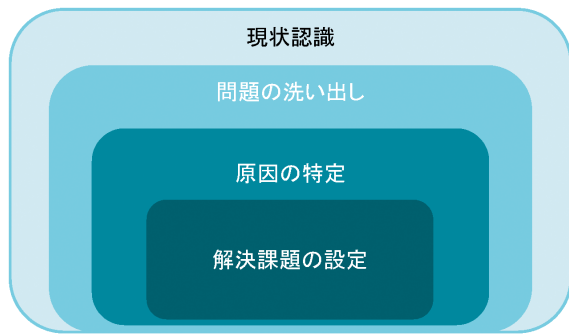 現状認識
問題の洗い出し
原因の特定
解決課題の設定